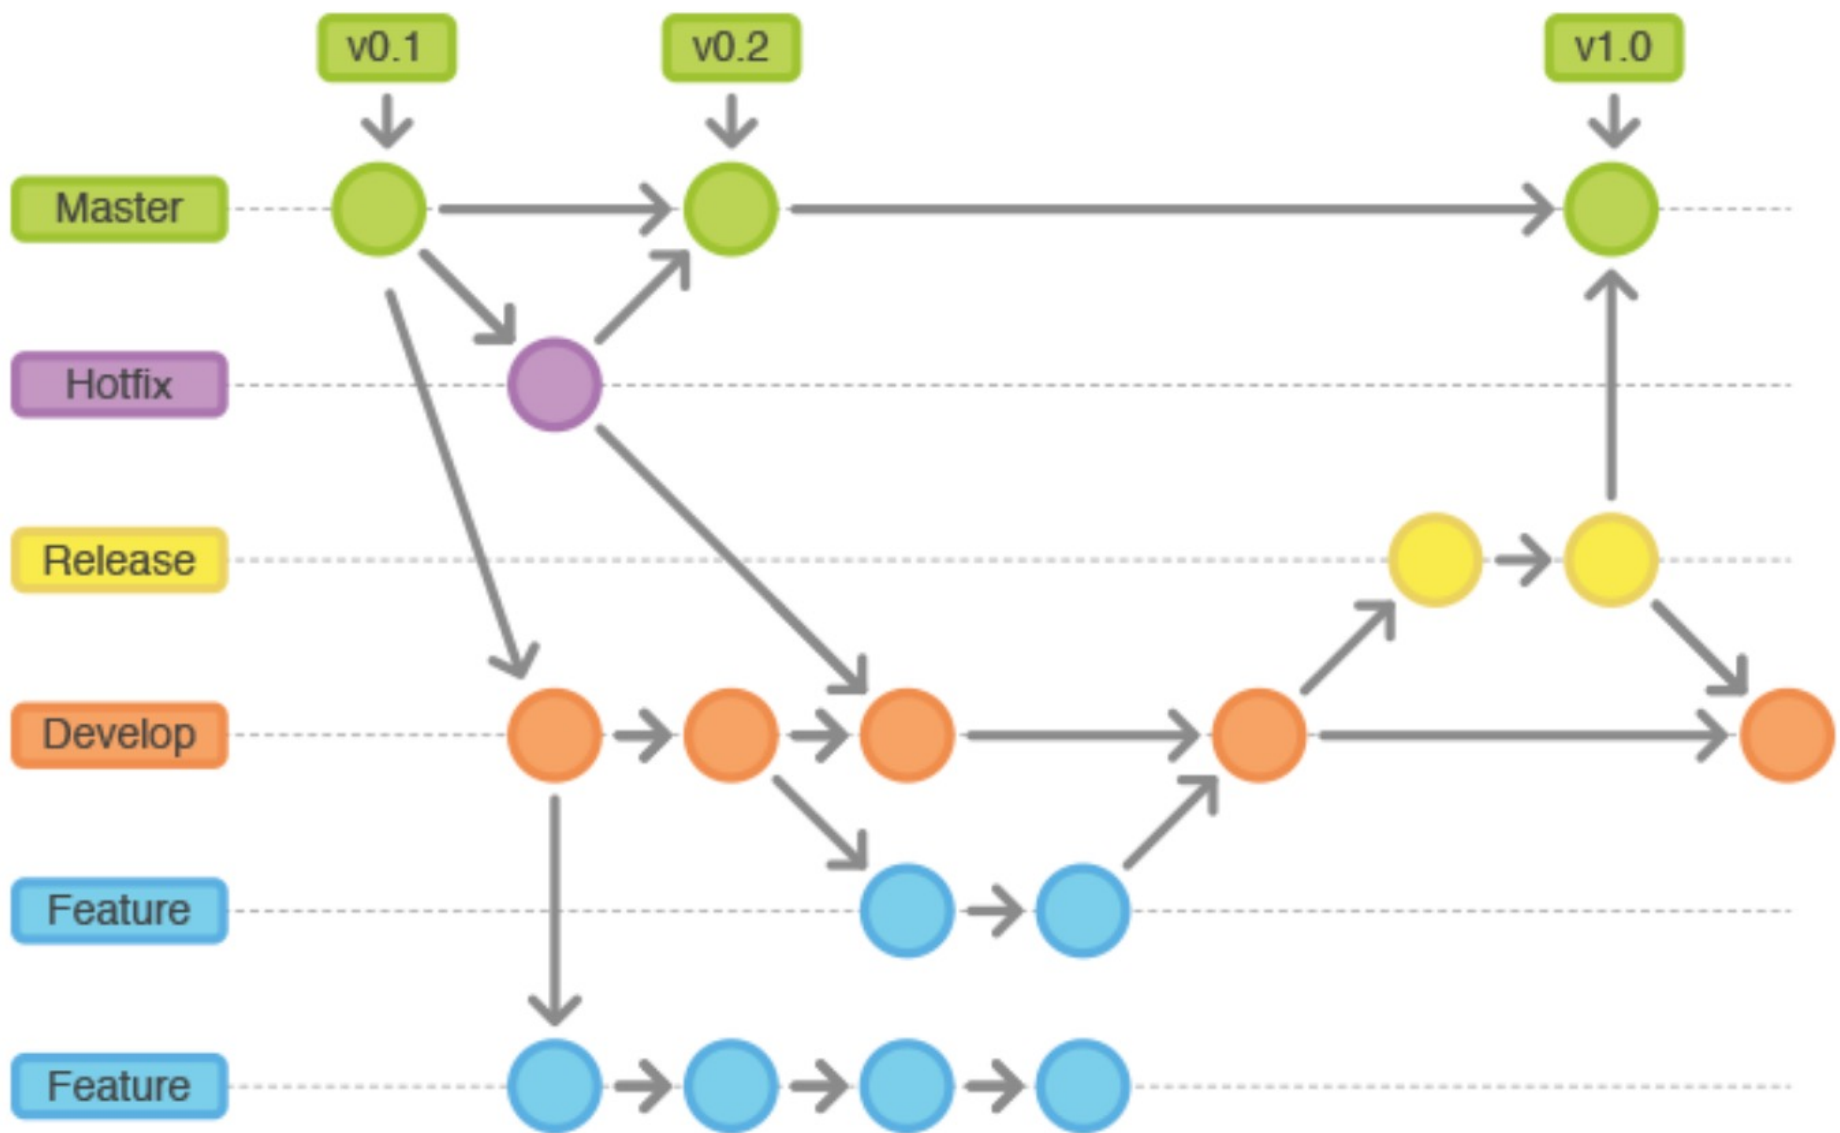 v0.1
v0.2
v1.0
Master
Hotfix
Release
Develop
Feature
Feature